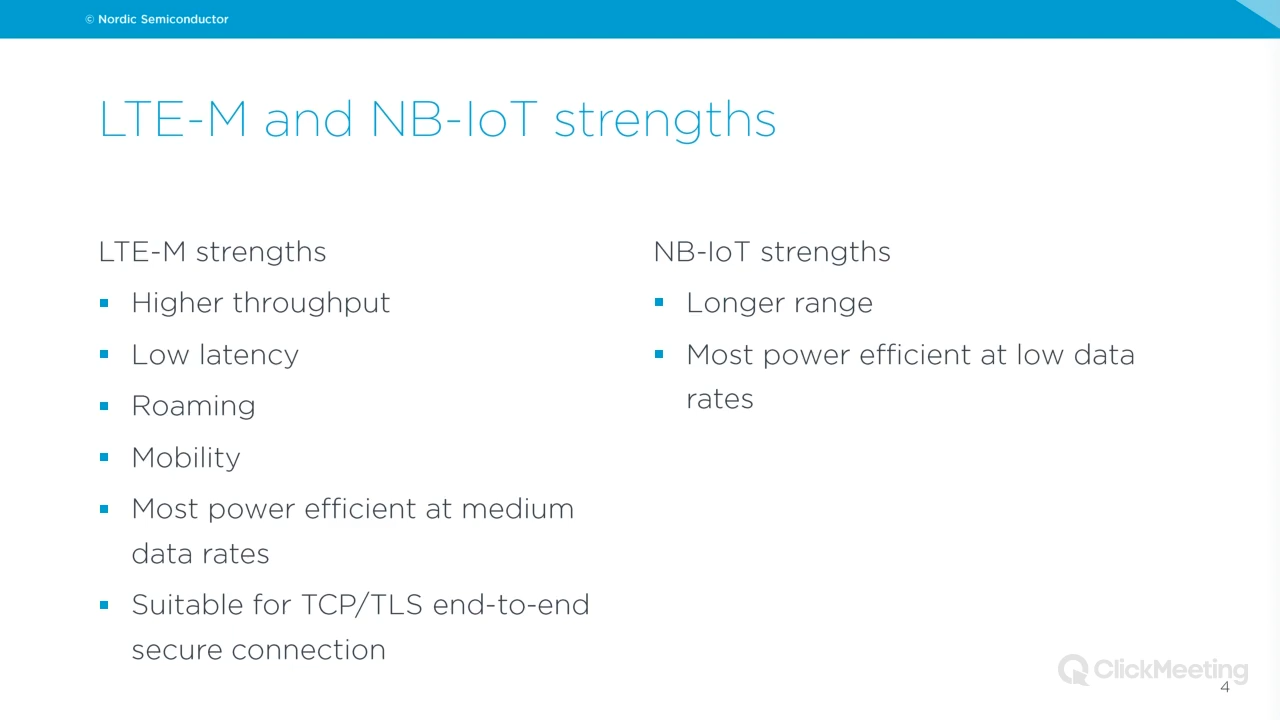 © Nordic Semiconductor
LTE-M and NB-IoT strengths
LTE-M strengths
Higher throughput
Low latency
Roaming
Mobility
Most power efficient at medium
data rates
Suitable for TCP/TLS end-to-end
secure connection
NB-IoT strengths
Longer range
Most power efficient at low data
rates
ClickMeeting
4